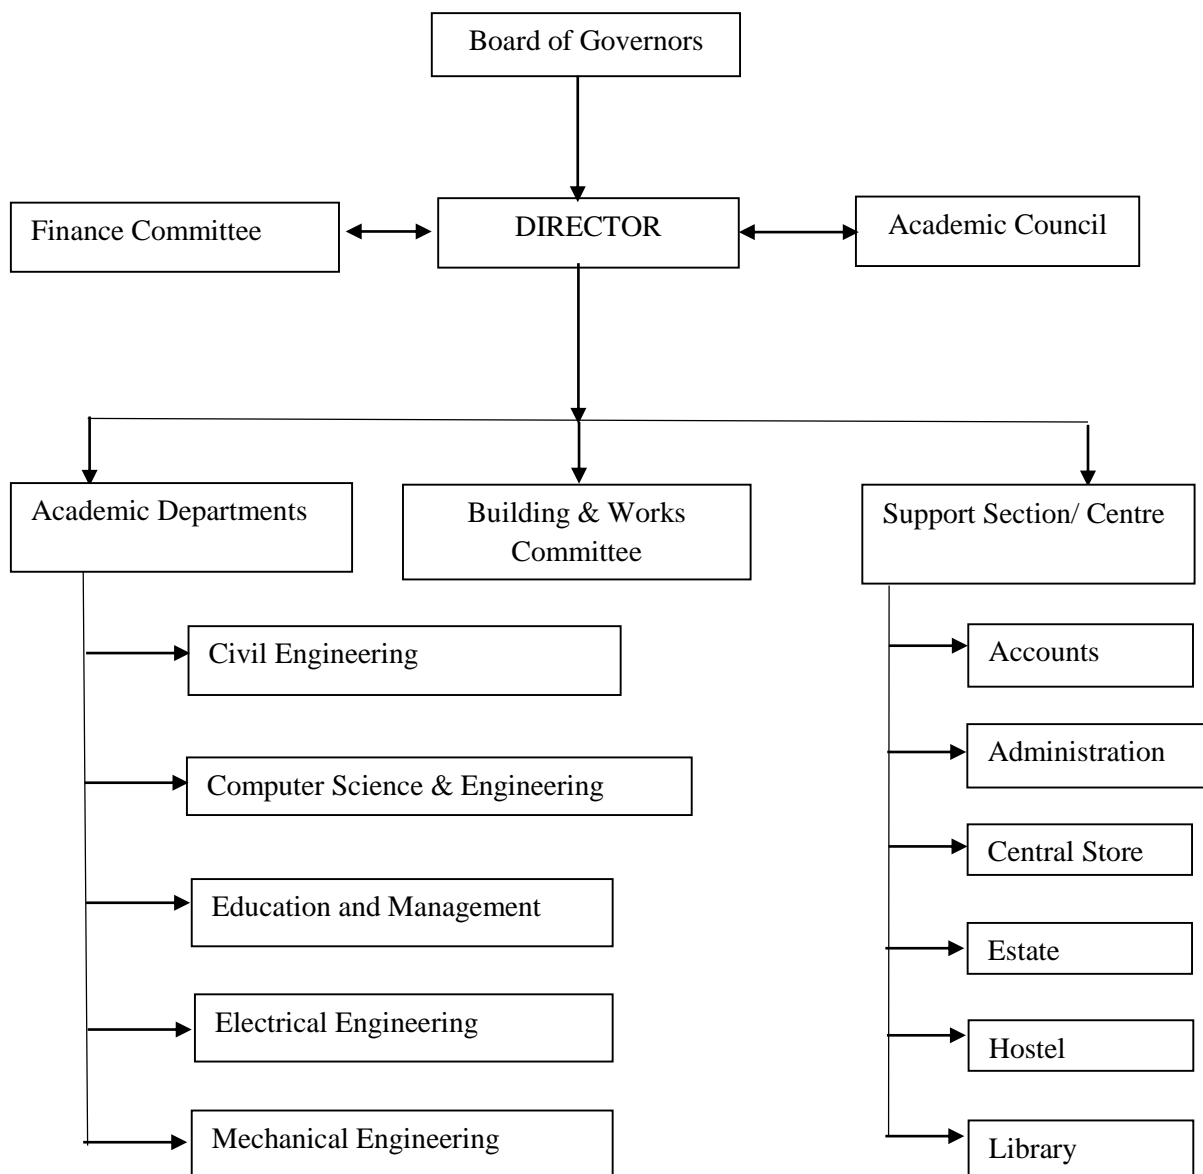 Board of Governors
Finance Committee
DIRECTOR
Academic Council
Academic Departments
Building & Works
Committee
Support Section/ Centre
Civil Engineering
Computer Science & Engineering
Education and Management
Electrical Engineering
Mechanical Engineering
Accounts
Administration
Central Store
Estate
Hostel
Library